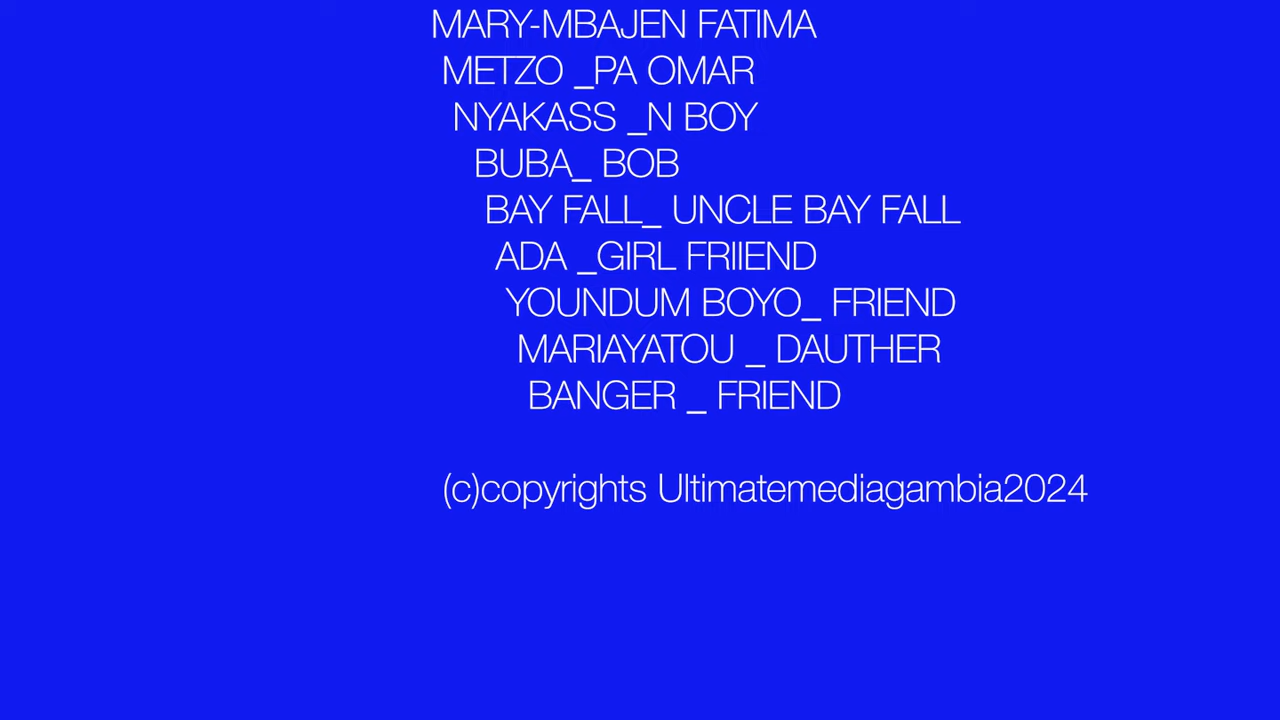 MARY-MBAJEN FATIMA
METZO _PA OMAR
NYAKASS _N BOY
BUBA_ BOB
BAY FALL_ UNCLE BAY FALL
ADA _GIRL FRIIEND
YOUNDUM BOYO_ FRIEND
MARIAYATOU _ DAUTHER
BANGER _ FRIEND
(c)copyrights Ultimatemediagambia2024